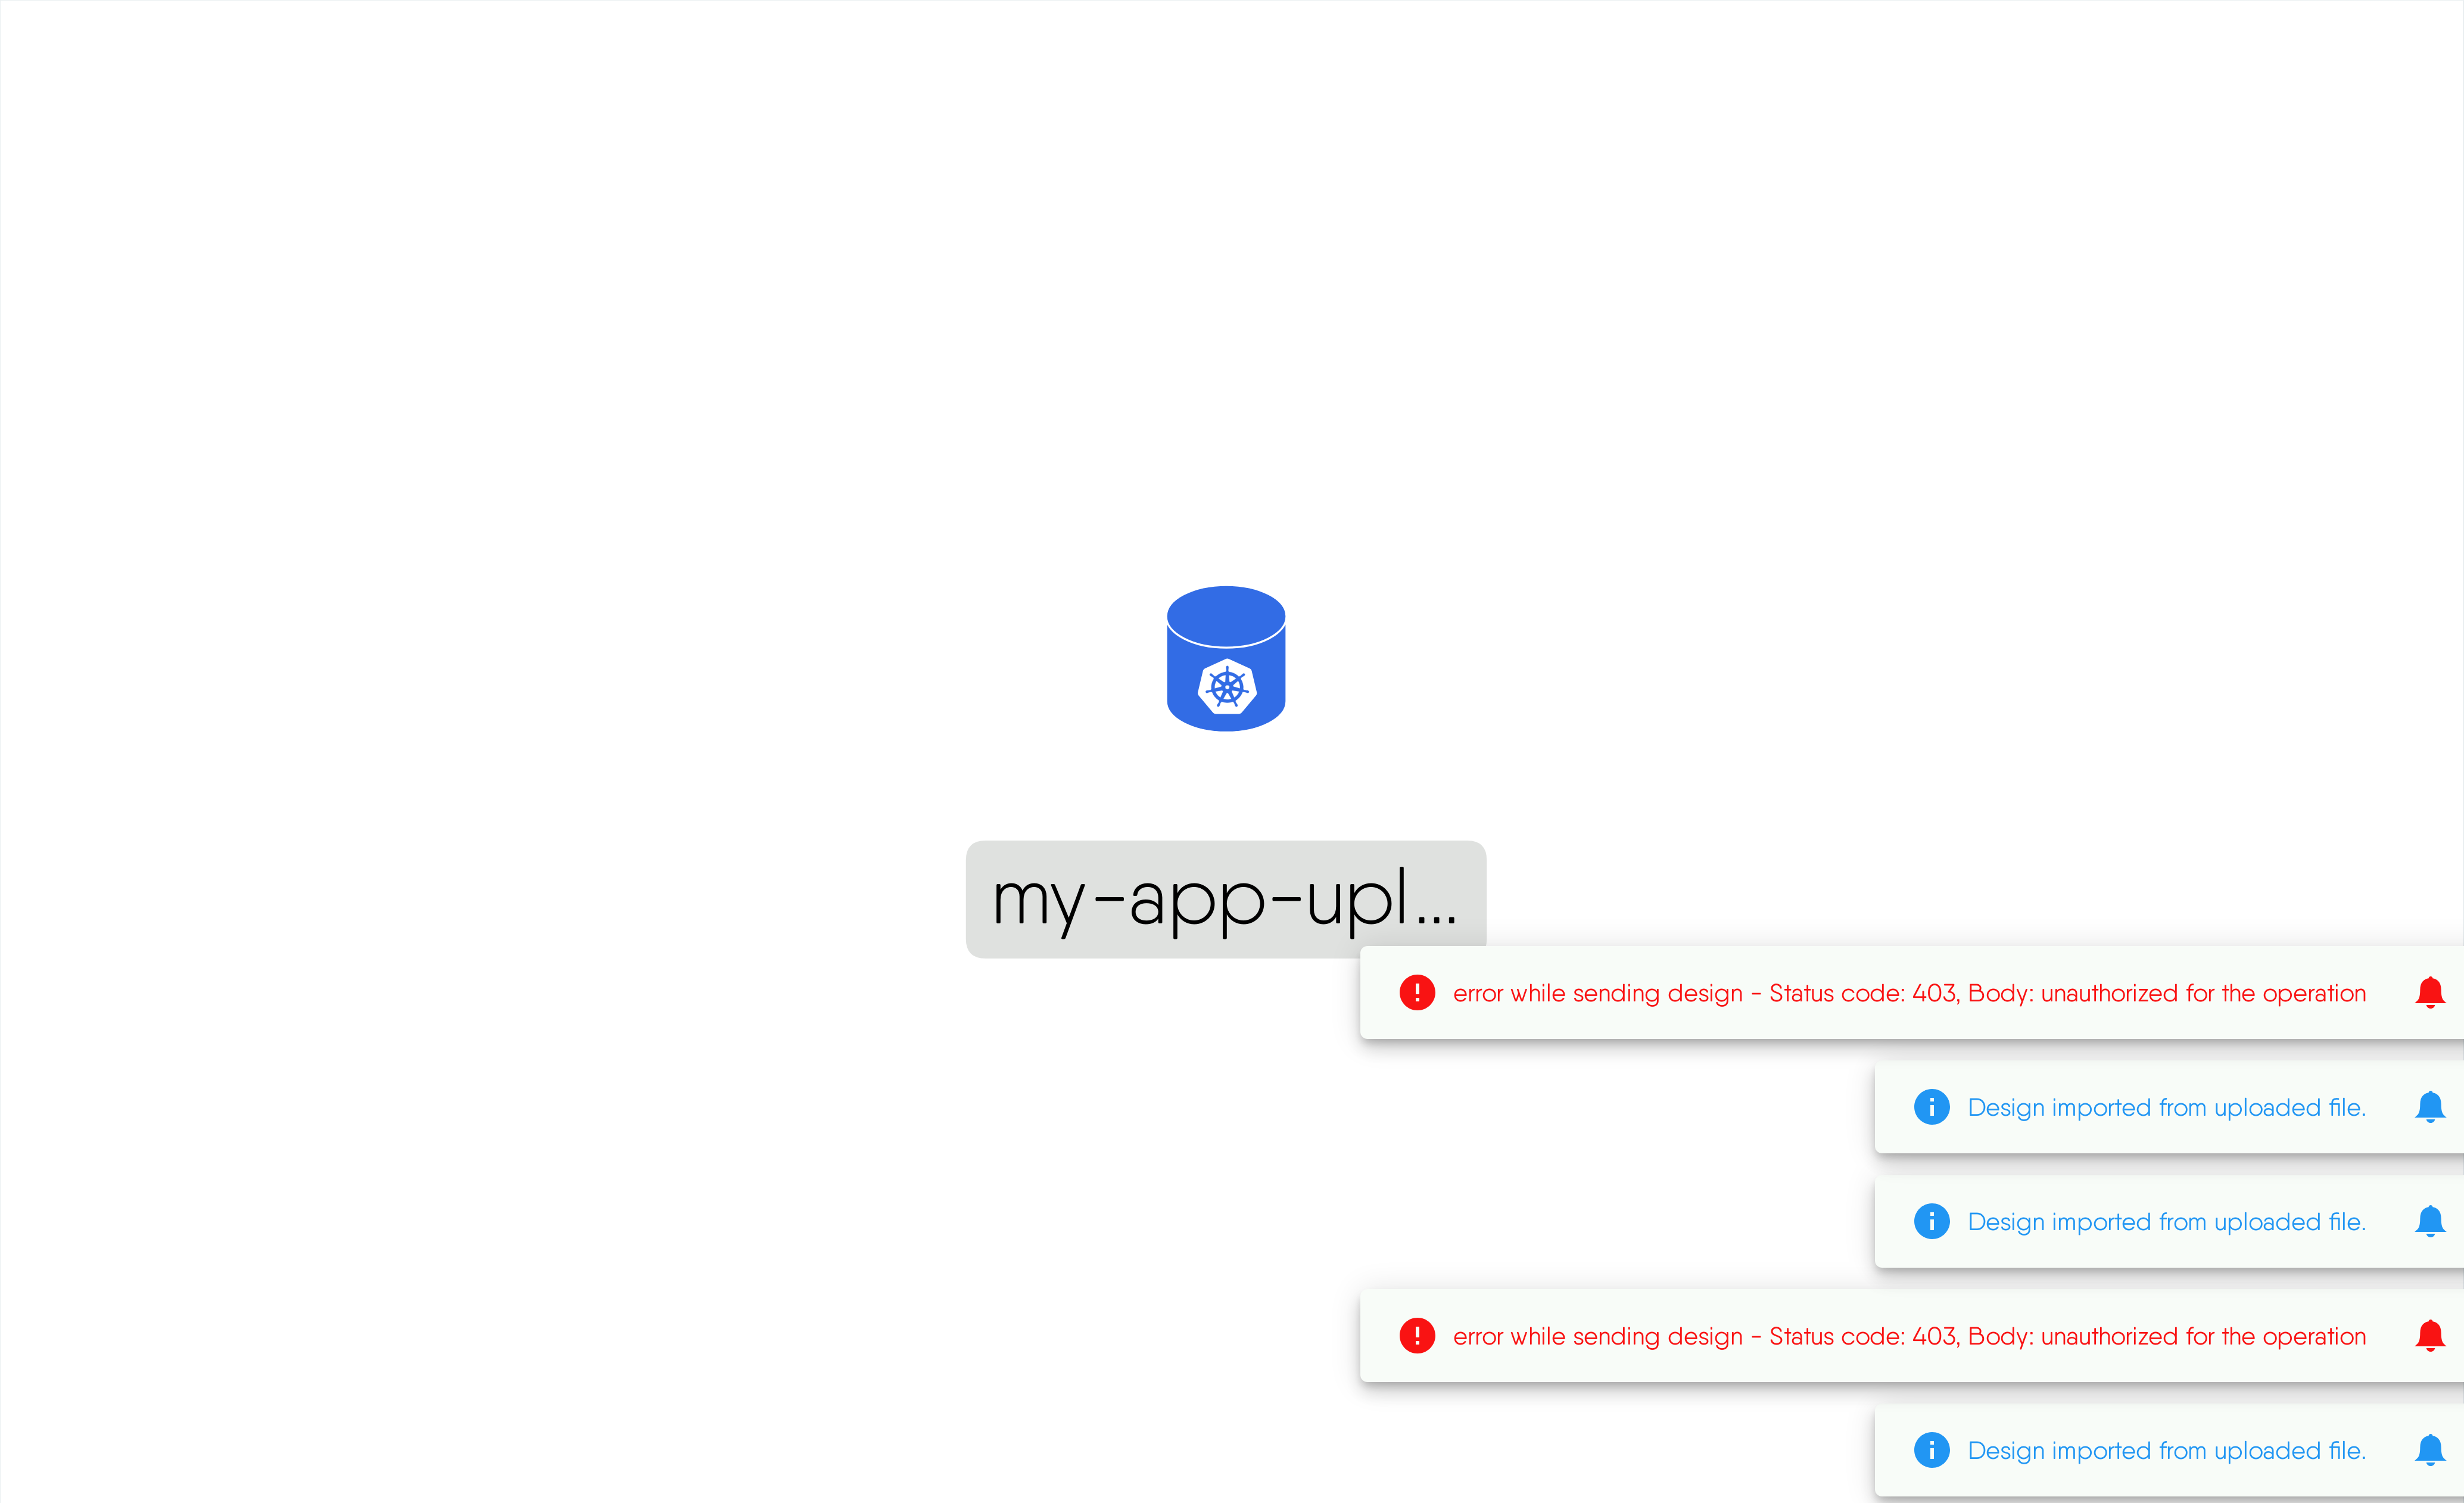 my-app-upl...
error while sending design - Status code: 403, Body: unauthorized for the operation
Design imported from uploaded file.
Design imported from uploaded file.
error while sending design - Status code: 403, Body: unauthorized for the operation
Design imported from uploaded file.